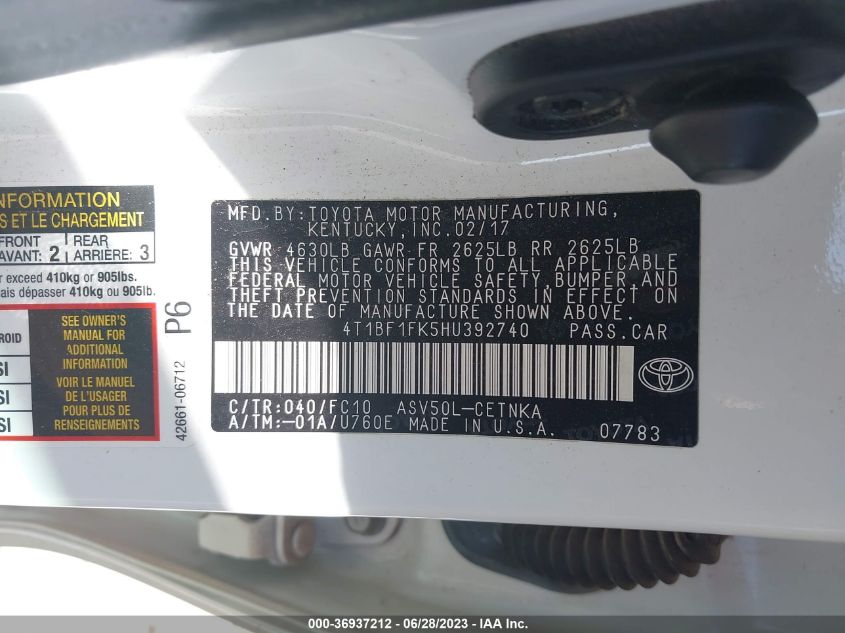 INFORMATION
S ET LE CHARGEMENT
FRONT
AVANT: 2
REAR
ARRIÈRE: 3
r exceed 410kg or 905lbs.
ais dépasser 410kg ou 905lb.
ROID
SI
SI
SI
SEE OWNER'S
MANUAL FOR
ADDITIONAL
INFORMATION
VOIR LE MANUEL
DE L'USAGER
POUR PLUS DE
RENSEIGNEMENTS
P6
42661-06712
MFD.BY:TOYOTA MOTOR MANUFACTURING,
KENTUCKY,INC.02/17
GVWR 4630LB GAWR FR 2625LB RR 2625LB
THIS VEHICLE CONFORMS TO ALL APPLICABLE
FEDERAL MOTOR VEHICLE SAFETY,BUMPER,AND
THEFT PREVENTION STANDARDS IN EFFECT ON
THE DATE OF MANUFACTURE SHOWN ABOVE.
4T1BF1FK5HU392740 PASS.CAR
C/TR:040/FC10 ASV50L-CETNKA
A/TM:-01A/U760E MADE IN U.S.A. 07783
000-36937212 - 06/28/2023 - IAA Inc.